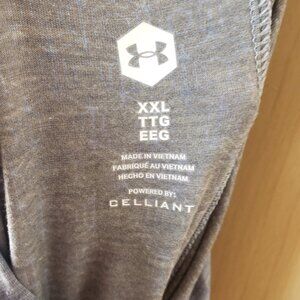 XXL
TTG
EEG
MADE IN VIETNAM
FABRIQUÉ AU VIETNAM
HECHO EN VIETNAM
POWERED BY:
CELLIANT